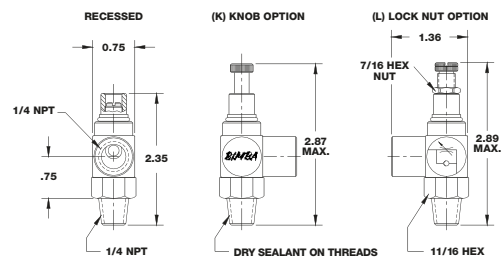 RECESSED
(K) KNOB OPTION
(L) LOCK NUT OPTION
0.75
1.36
7/16 HEX
NUT
1/4 NPT
2.35
2.87
MAX.
2.89
MAX.
BIMBA
.75
1/4 NPT
DRY SEALANT ON THREADS
11/16 HEX